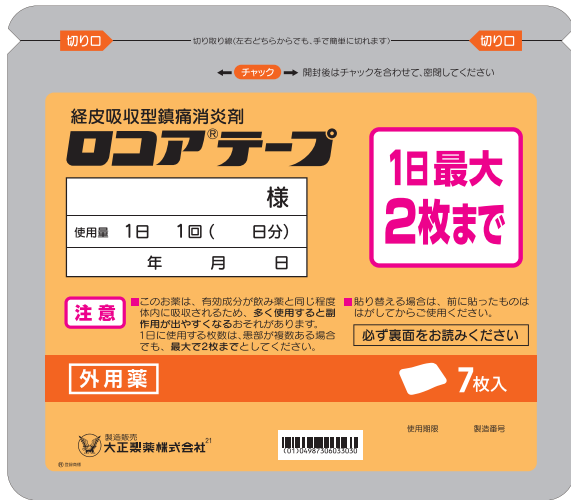 切り口
切り取り線(左右どちらからでも、手で簡単に切れます)
切り口
チャック
開封後はチャックを合わせて、密閉してください
経皮吸収型鎮痛消炎剤
ロコア®テープ
1日最大
2枚まで
様
使用量 1日 1回( 日分)
年 月 日
注意
■このお薬は、有効成分が飲み薬と同じ程度
体内に吸収されるため、多く使用すると副
作用が出やすくなるおそれがあります。
1日に使用する枚数は、患部が複数ある場合
でも、最大で2枚までとしてください。
■貼り替える場合は、前に貼ったものは
はがしてからご使用ください。
必ず裏面をお読みください
外用薬
7枚入
使用期限 製造番号
製造販売
大正製薬株式会社21
(01)04987306033030
®登録商標